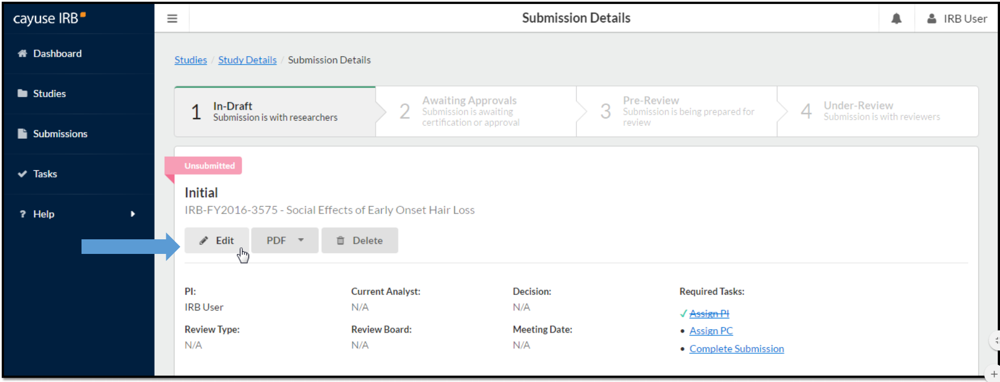 cayuse IRB
Submission Details
IRB User
Dashboard
Studies
Submissions
Tasks
? Help
Studies / Study Details / Submission Details
1 In-Draft
Submission is with researchers
2 Awaiting Approvals
Submission is awaiting
certification or approval
3 Pre-Review
Submission is being prepared for
review
4 Under-Review
Submission is with reviewers
Unsubmitted
Initial
IRB-FY2016-3575 - Social Effects of Early Onset Hair Loss
Edit
PDF
Delete
PI:
IRB User
Current Analyst:
N/A
Decision:
N/A
Required Tasks:
✓ Assign PI
• Assign PC
• Complete Submission
Review Type:
N/A
Review Board:
N/A
Meeting Date:
N/A